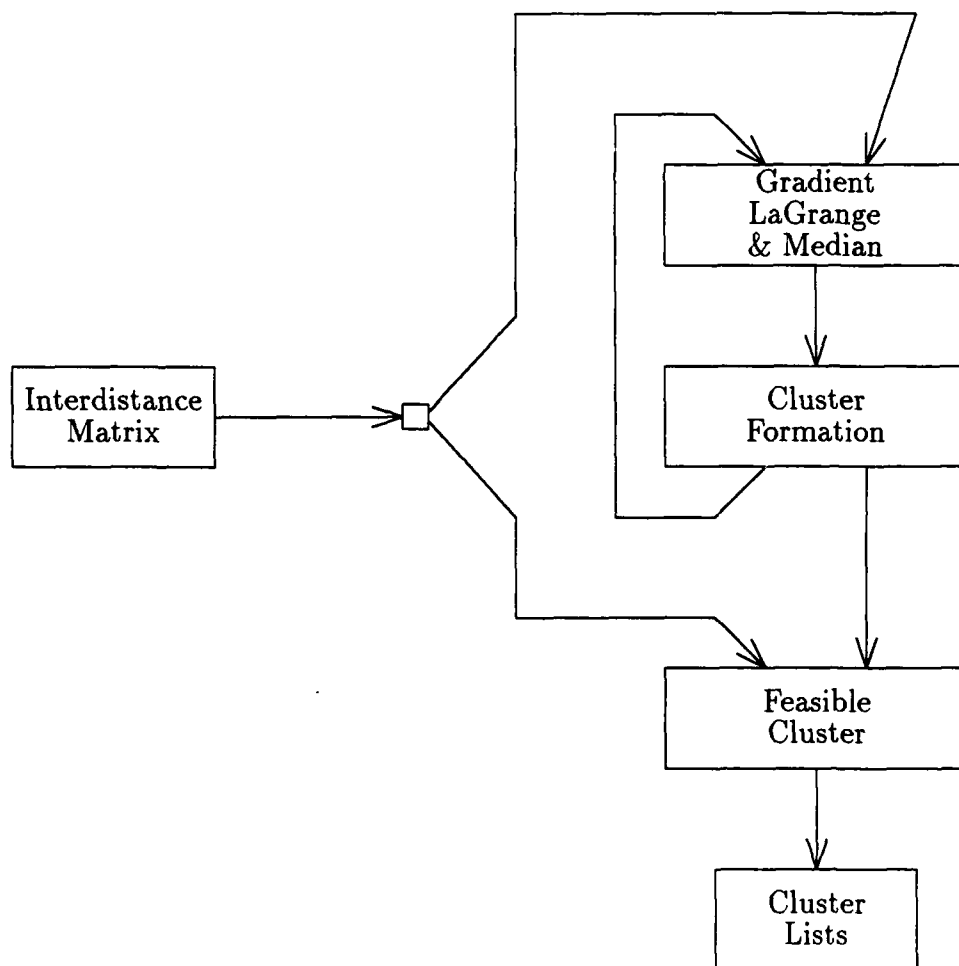 Gradient
LaGrange
& Median
Interdistance
Matrix
Cluster
Formation
Feasible
Cluster
Cluster
Lists